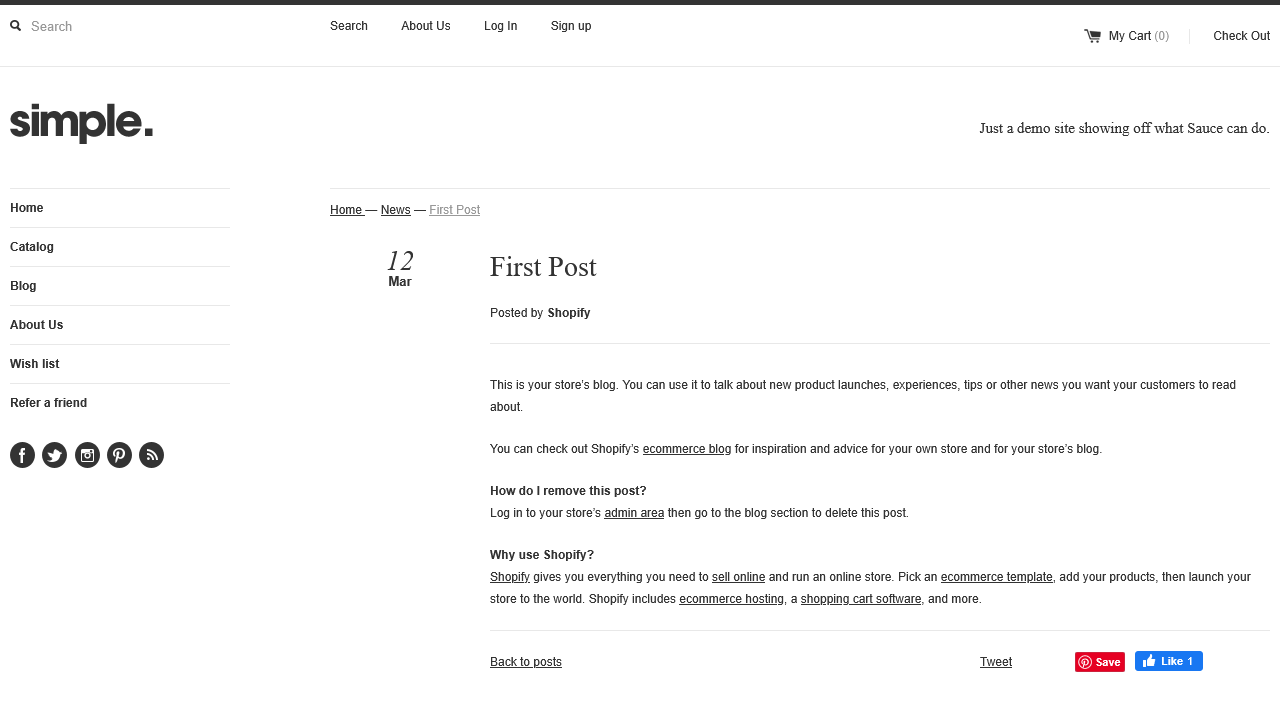 Search
Search About Us Log In Sign up
My Cart (0) Check Out
simple.
Just a demo site showing off what Sauce can do.
Home
Catalog
Blog
About Us
Wish list
Refer a friend
Home — News — First Post
12
Mar
First Post
Posted by Shopify
This is your store’s blog. You can use it to talk about new product launches, experiences, tips or other news you want your customers to read
about.
You can check out Shopify’s ecommerce blog for inspiration and advice for your own store and for your store’s blog.
How do I remove this post?
Log in to your store’s admin area then go to the blog section to delete this post.
Why use Shopify?
Shopify gives you everything you need to sell online and run an online store. Pick an ecommerce template, add your products, then launch your
store to the world. Shopify includes ecommerce hosting, a shopping cart software, and more.
Back to posts
Tweet
Save
Like 1